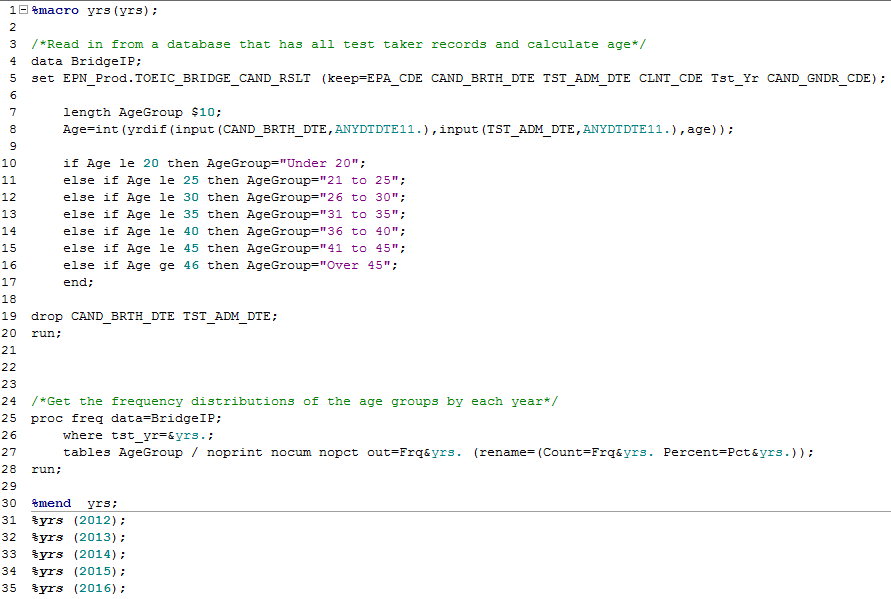 1 %macro yrs(yrs);
2
3 /*Read in from a database that has all test taker records and calculate age*/
4 data BridgeIP;
5 set EPN_Prod.TOEIC_BRIDGE_CAND_RSLT (keep=EPA_CDE CAND_BRTH_DTE TST_ADM_DTE CLNT_CDE Tst_Yr CAND_GNDR_CDE);
6
7 length AgeGroup $10;
8 Age=int(yrdif(input(CAND_BRTH_DTE,ANYDTDTE11.),input(TST_ADM_DTE,ANYDTDTE11.),age));
9
10 if Age le 20 then AgeGroup="Under 20";
11 else if Age le 25 then AgeGroup="21 to 25";
12 else if Age le 30 then AgeGroup="26 to 30";
13 else if Age le 35 then AgeGroup="31 to 35";
14 else if Age le 40 then AgeGroup="36 to 40";
15 else if Age le 45 then AgeGroup="41 to 45";
16 else if Age ge 46 then AgeGroup="Over 45";
17 end;
18
19 drop CAND_BRTH_DTE TST_ADM_DTE;
20 run;
21
22
23
24 /*Get the frequency distributions of the age groups by each year*/
25 proc freq data=BridgeIP;
26 where tst_yr=&yrs.;
27 tables AgeGroup / noprint nocum nopct out=Frq&yrs. (rename=(Count=Frq&yrs. Percent=Pct&yrs.));
28 run;
29
30 %mend  yrs;
31 %yrs (2012);
32 %yrs (2013);
33 %yrs (2014);
34 %yrs (2015);
35 %yrs (2016);